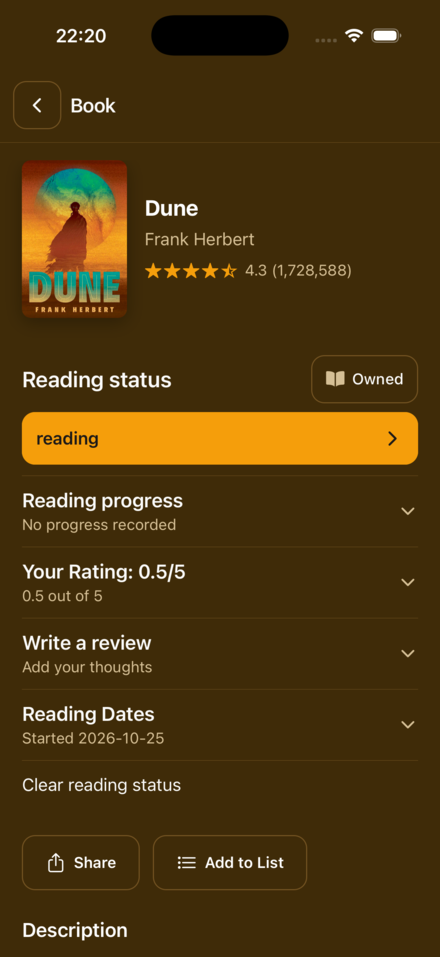 22:20
Book
DUNE
FRANK HERBERT
Dune
Frank Herbert
4.3 (1,728,588)
Reading status
Owned
reading
Reading progress
No progress recorded
Your Rating: 0.5/5
0.5 out of 5
Write a review
Add your thoughts
Reading Dates
Started 2026-10-25
Clear reading status
Share
Add to List
Description